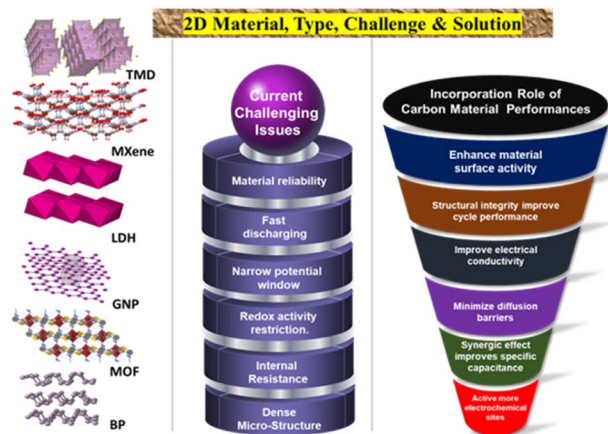 2D Material, Type, Challenge & Solution
TMD
MXene
LDH
GNP
MOF
BP
Current
Challenging
Issues
Material reliability
Fast
discharging
Narrow potential
window
Redox activity
restriction.
Internal
Resistance
Dense
Micro-Structure
Incorporation Role of
Carbon Material Performances
Enhance material
surface activity
Structural integrity improve
cycle performance
Improve electrical
conductivity
Minimize diffusion
barriers
Synergic effect
improves specific
capacitance
Active more
electrochemical
sites